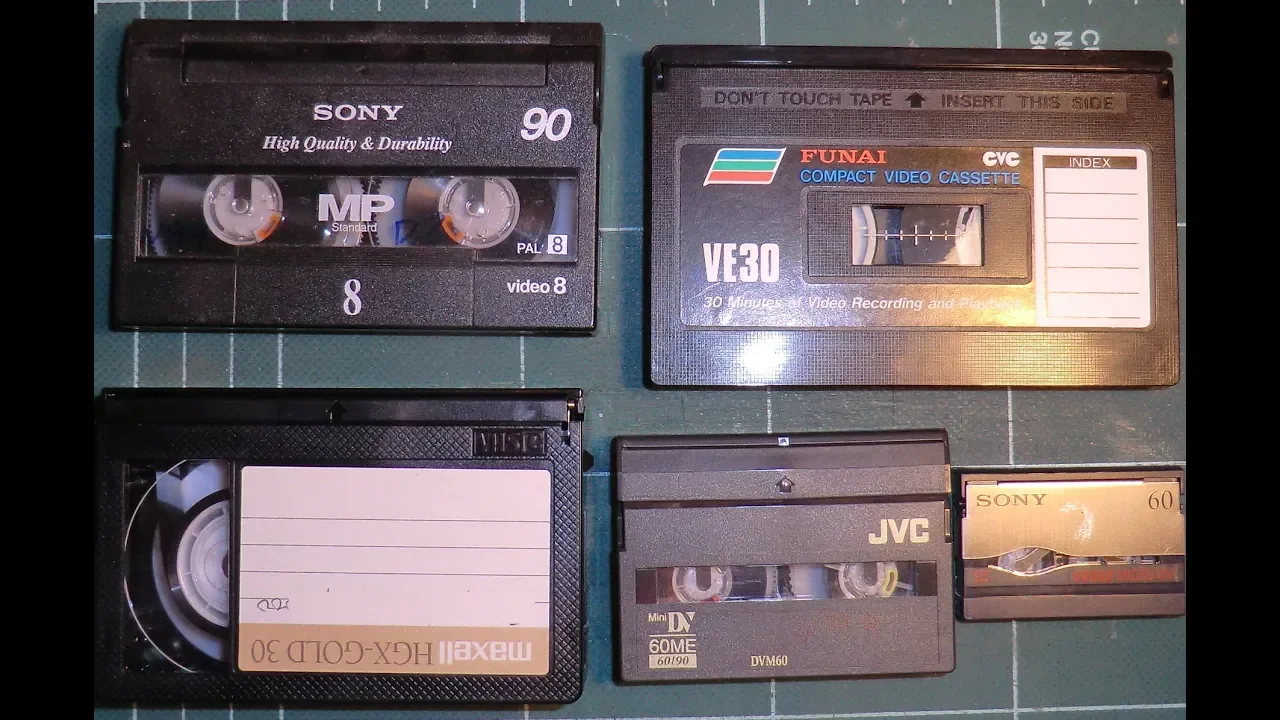 SONY
High Quality & Durability
90
MP
Standard
PAL 8
8
video 8
DON'T TOUCH TAPE INSERT THIS SIDE
FUNAI
CVC
COMPACT VIDEO CASSETTE
INDEX
VE30
30 Minutes of Video Recording and Playback
VHSC
maxell HGX-GOLD 30
JVC
Mini DV
60ME
60/90
DVM60
SONY
60